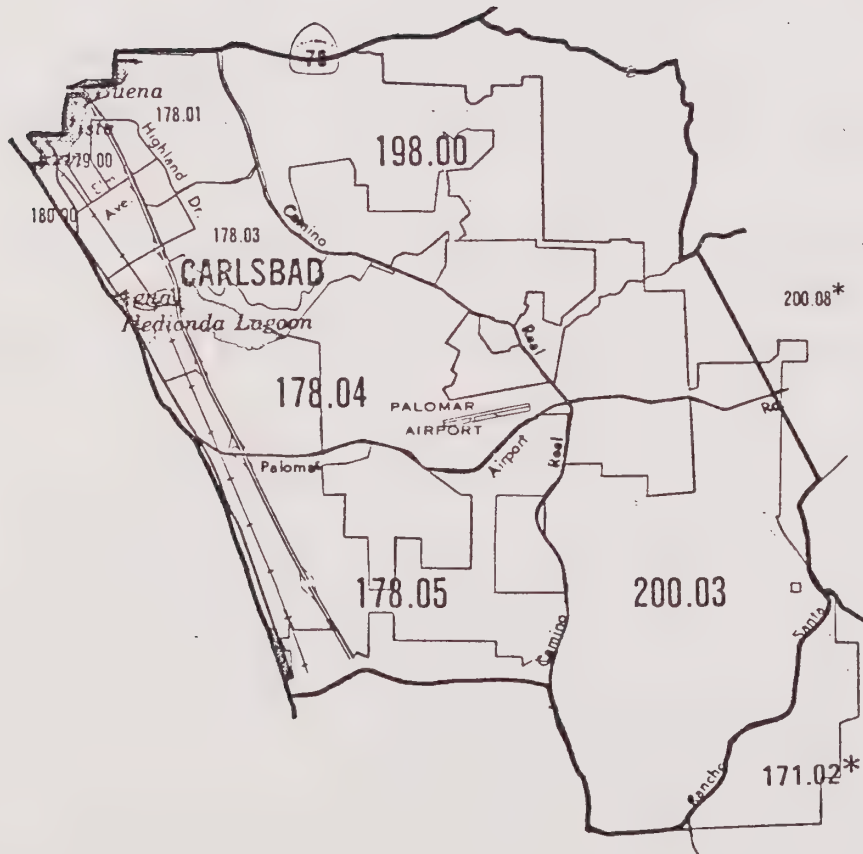 78
Buena
Vista
178.01
Highland
Dr.
198.00
179.00
Elm
Ave.
180.00
178.03
Camino
CARLSBAD
Agua
Hedionda Lagoon
200.08*
Real
178.04
PALOMAR
AIRPORT
Rd.
Palomar
Airport
Real
178.05
200.03
Camino
Santa
Rancho
171.02*